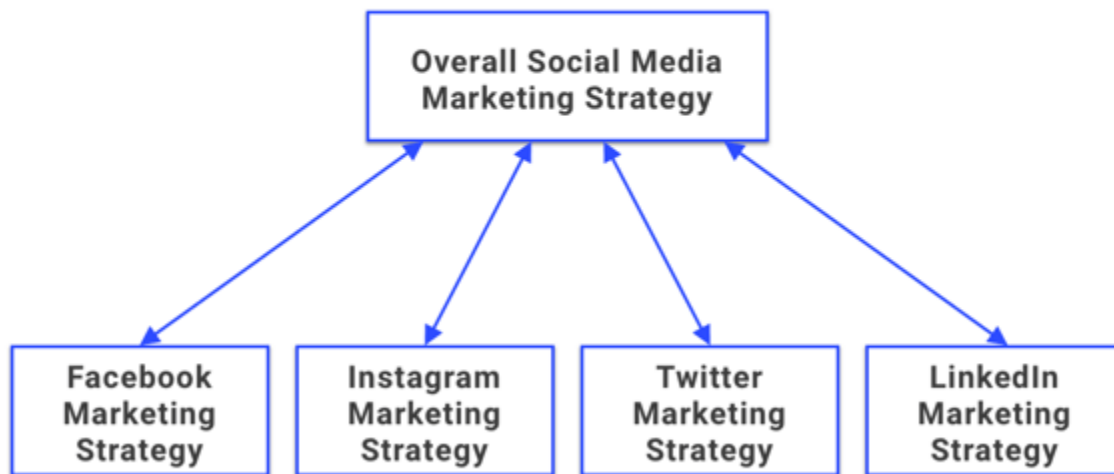 Overall Social Media
Marketing Strategy
Facebook
Marketing
Strategy
Instagram
Marketing
Strategy
Twitter
Marketing
Strategy
LinkedIn
Marketing
Strategy